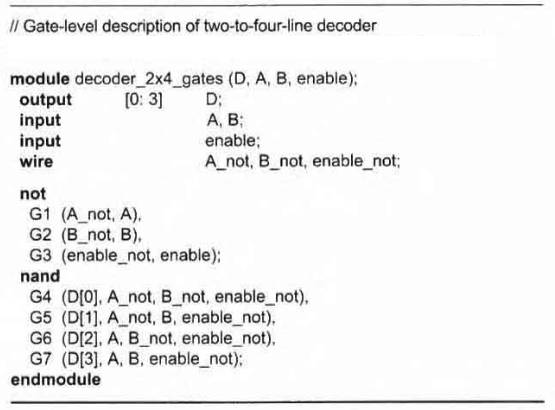 // Gate-level description of two-to-four-line decoder
module decoder_2x4_gates (D, A, B, enable);
output [0: 3] D;
input A, B;
input enable;
wire A_not, B_not, enable_not;
not
G1 (A_not, A),
G2 (B_not, B),
G3 (enable_not, enable);
nand
G4 (D[0], A_not, B_not, enable_not),
G5 (D[1], A_not, B, enable_not),
G6 (D[2], A, B_not, enable_not),
G7 (D[3], A, B, enable_not);
endmodule